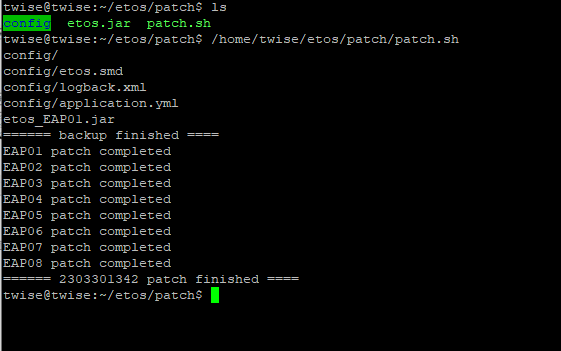 twise@twise:~/etos/patch$ ls
config  etos.jar  patch.sh
twise@twise:~/etos/patch$ /home/twise/etos/patch/patch.sh
config/
config/etos.smd
config/logback.xml
config/application.yml
etos_EAP01.jar
====== backup finished ====
EAP01 patch completed
EAP02 patch completed
EAP03 patch completed
EAP04 patch completed
EAP05 patch completed
EAP06 patch completed
EAP07 patch completed
EAP08 patch completed
====== 2303301342 patch finished ====
twise@twise:~/etos/patch$